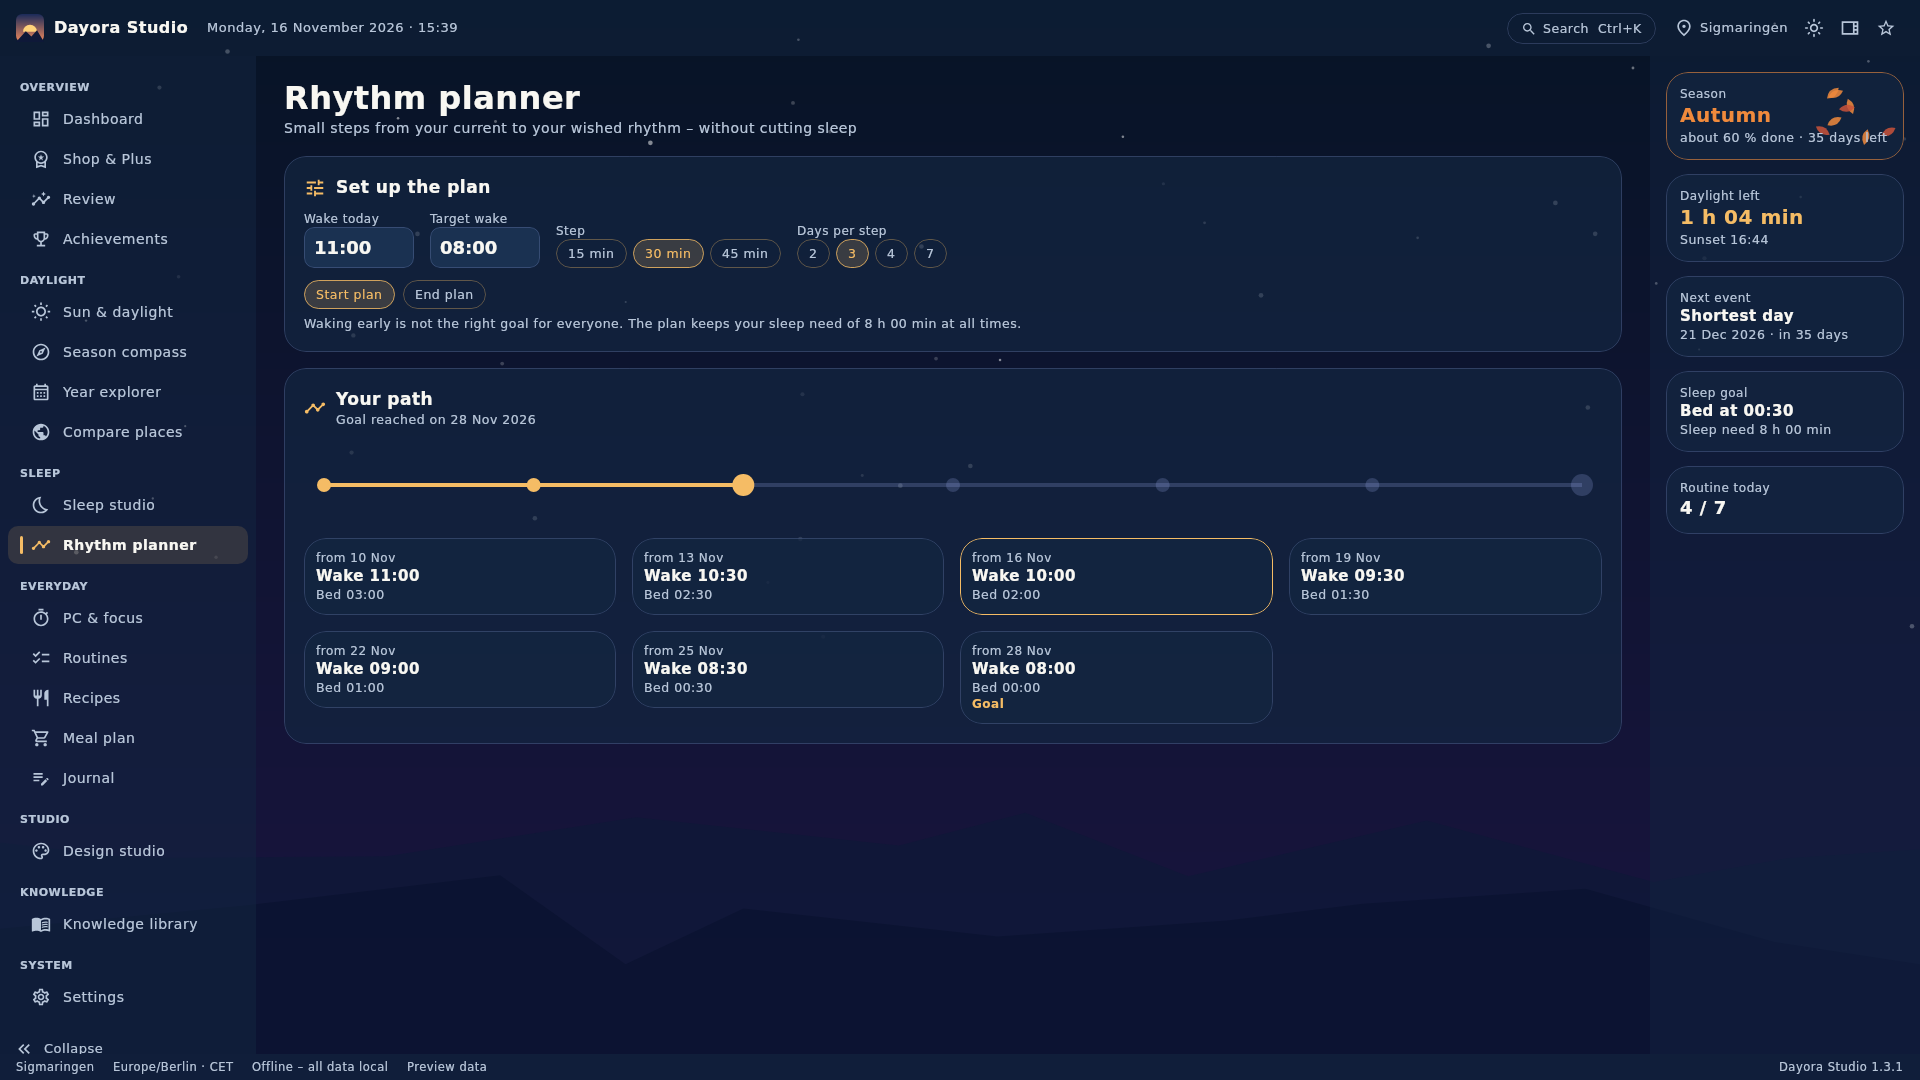 Dayora Studio
Monday, 16 November 2026 · 15:39
Search Ctrl+K
Sigmaringen
OVERVIEW
Dashboard
Shop & Plus
Review
Achievements
DAYLIGHT
Sun & daylight
Season compass
Year explorer
Compare places
SLEEP
Sleep studio
Rhythm planner
EVERYDAY
PC & focus
Routines
Recipes
Meal plan
Journal
STUDIO
Design studio
KNOWLEDGE
Knowledge library
SYSTEM
Settings
Collapse
Rhythm planner
Small steps from your current to your wished rhythm – without cutting sleep
Set up the plan
Wake today
11:00
Target wake
08:00
Step
15 min 30 min 45 min
Days per step
2 3 4 7
Start plan End plan
Waking early is not the right goal for everyone. The plan keeps your sleep need of 8 h 00 min at all times.
Your path
Goal reached on 28 Nov 2026
from 10 Nov
Wake 11:00
Bed 03:00
from 13 Nov
Wake 10:30
Bed 02:30
from 16 Nov
Wake 10:00
Bed 02:00
from 19 Nov
Wake 09:30
Bed 01:30
from 22 Nov
Wake 09:00
Bed 01:00
from 25 Nov
Wake 08:30
Bed 00:30
from 28 Nov
Wake 08:00
Bed 00:00
Goal
Season
Autumn
about 60 % done · 35 days left
Daylight left
1 h 04 min
Sunset 16:44
Next event
Shortest day
21 Dec 2026 · in 35 days
Sleep goal
Bed at 00:30
Sleep need 8 h 00 min
Routine today
4 / 7
Sigmaringen Europe/Berlin · CET Offline – all data local Preview data
Dayora Studio 1.3.1